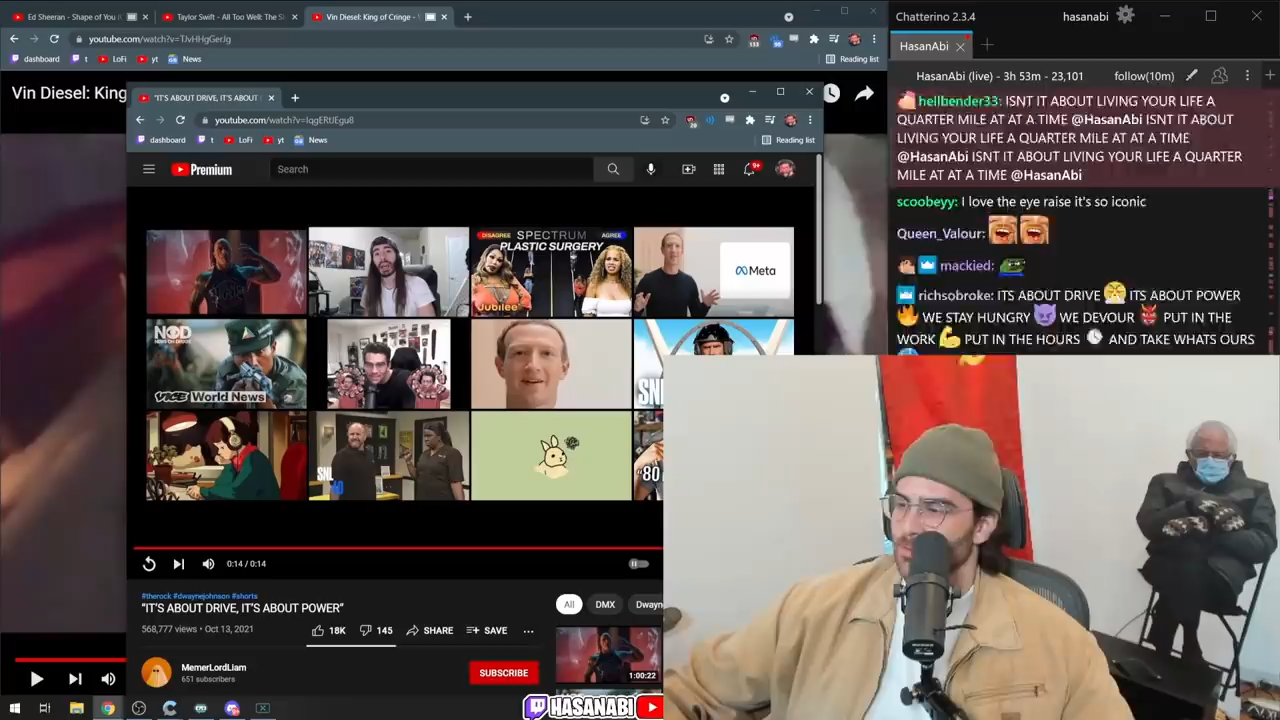 Ed Sheeran - Shape of You (
Taylor Swift - All Too Well: The S
Vin Diesel: King of Cringe -
youtube.com/watch?v=TJvHHgGerJg
dashboard
t
LoFi
yt
News
Reading list
Vin Diesel: King
"IT'S ABOUT DRIVE, IT'S ABOUT
youtube.com/watch?v=IqgERtJEgu8
dashboard
t
LoFi
yt
News
Reading list
Premium
Search
9+
DISAGREE SPECTRUM AGREE
PLASTIC SURGERY
Jubilee
Meta
NOD
VICE World News
SNL
SNL
"80
0:14 / 0:14
#therock #dwaynejohnson #shorts
"IT'S ABOUT DRIVE, IT'S ABOUT POWER"
568,777 views • Oct 13, 2021
18K
145
SHARE
SAVE
MemerLordLiam
651 subscribers
SUBSCRIBE
All
DMX
Dwayn
1:00:22
HASANABI
Chatterino 2.3.4
hasanabi
HasanAbi
HasanAbi (live) - 3h 53m - 23,101
follow(10m)
hellbender33: ISNT IT ABOUT LIVING YOUR LIFE A
QUARTER MILE AT AT A TIME @HasanAbi ISNT IT ABOUT
LIVING YOUR LIFE A QUARTER MILE AT AT A TIME
@HasanAbi ISNT IT ABOUT LIVING YOUR LIFE A QUARTER
MILE AT AT A TIME @HasanAbi
scoobeyy: I love the eye raise it's so iconic
Queen_Valour:
mackied:
richsobroke: ITS ABOUT DRIVE ITS ABOUT POWER
WE STAY HUNGRY WE DEVOUR PUT IN THE
WORK PUT IN THE HOURS AND TAKE WHATS OURS